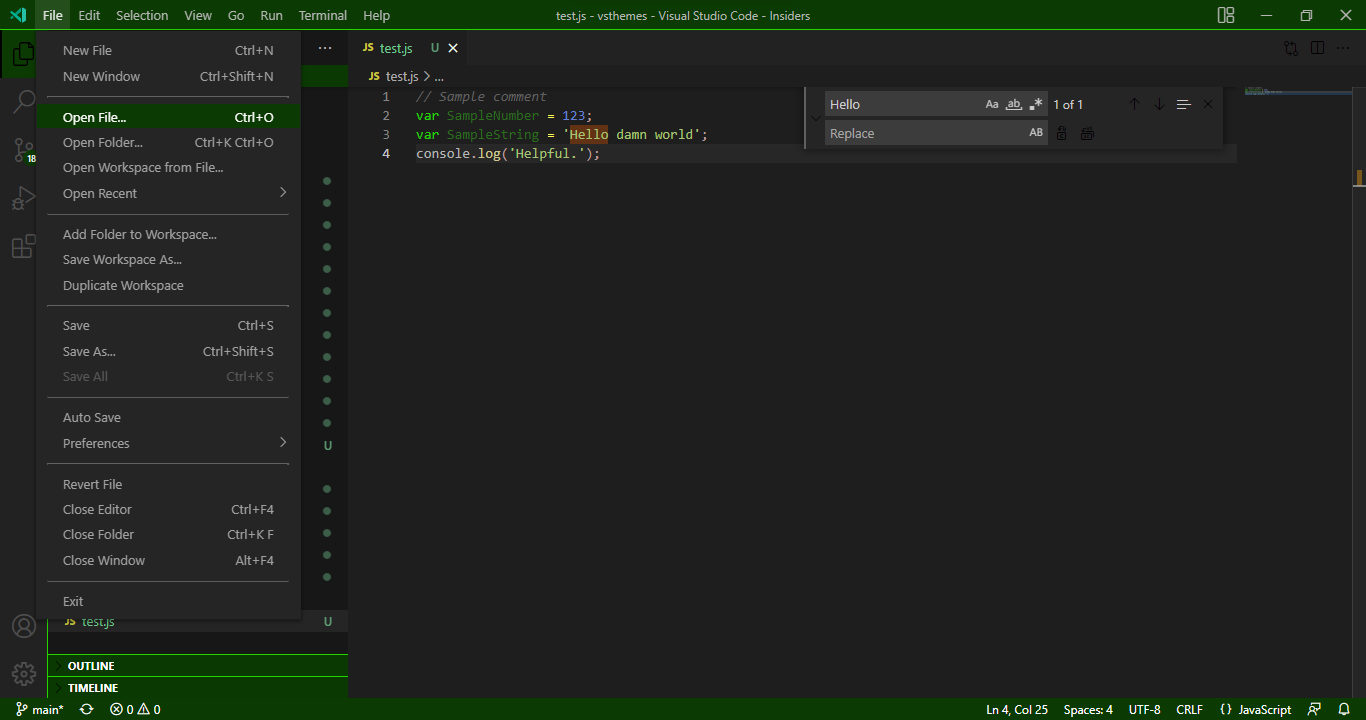 File Edit Selection View Go Run Terminal Help
test.js - vsthemes - Visual Studio Code - Insiders
New File Ctrl+N
New Window Ctrl+Shift+N
Open File... Ctrl+O
Open Folder... Ctrl+K Ctrl+O
Open Workspace from File...
Open Recent
Add Folder to Workspace...
Save Workspace As...
Duplicate Workspace
Save Ctrl+S
Save As... Ctrl+Shift+S
Save All Ctrl+K S
Auto Save
Preferences
Revert File
Close Editor Ctrl+F4
Close Folder Ctrl+K F
Close Window Alt+F4
Exit
18
U
JS test.js U
OUTLINE
TIMELINE
JS test.js U
JS test.js > ...
1 // Sample comment
2 var SampleNumber = 123;
3 var SampleString = 'Hello damn world';
4 console.log('Helpful.');
Hello Aa ab .* 1 of 1
Replace AB
main* 0 0
Ln 4, Col 25 Spaces: 4 UTF-8 CRLF {} JavaScript